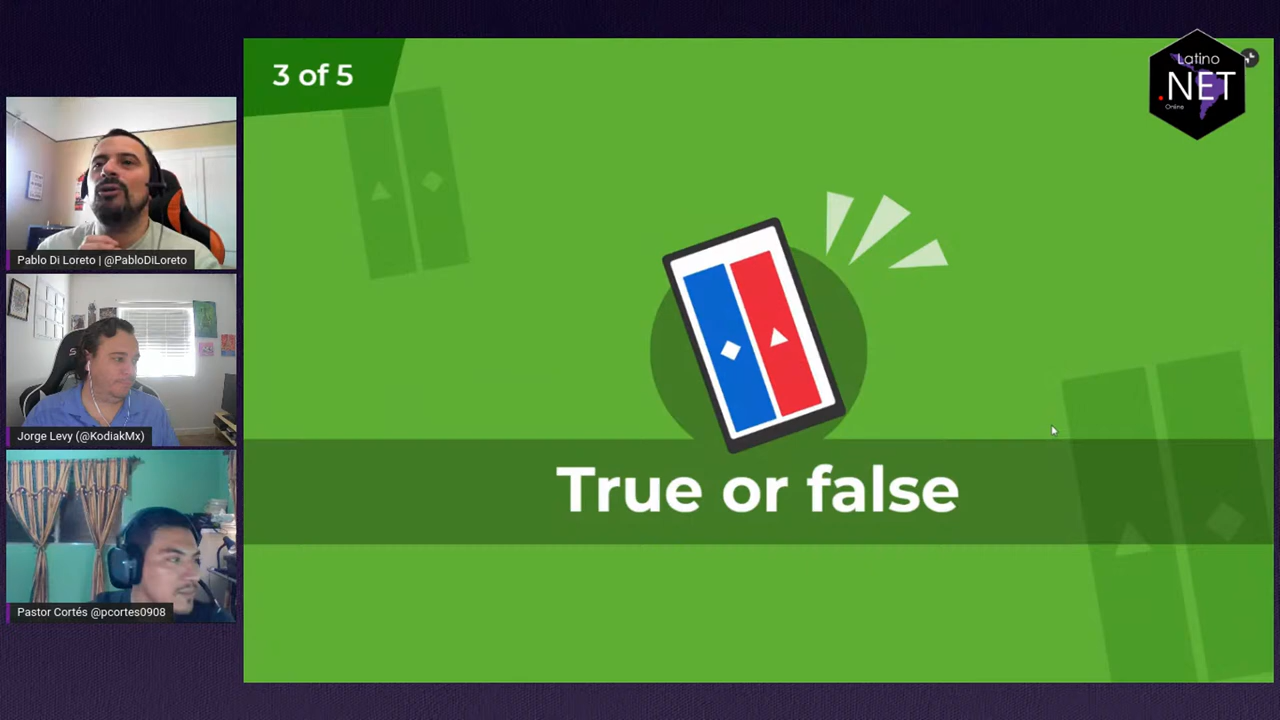 3 of 5
Latino
.NET
Online
Pablo Di Loreto | @PabloDiLoreto
Jorge Levy (@KodiakMx)
True or false
Pastor Cortés @pcortes0908